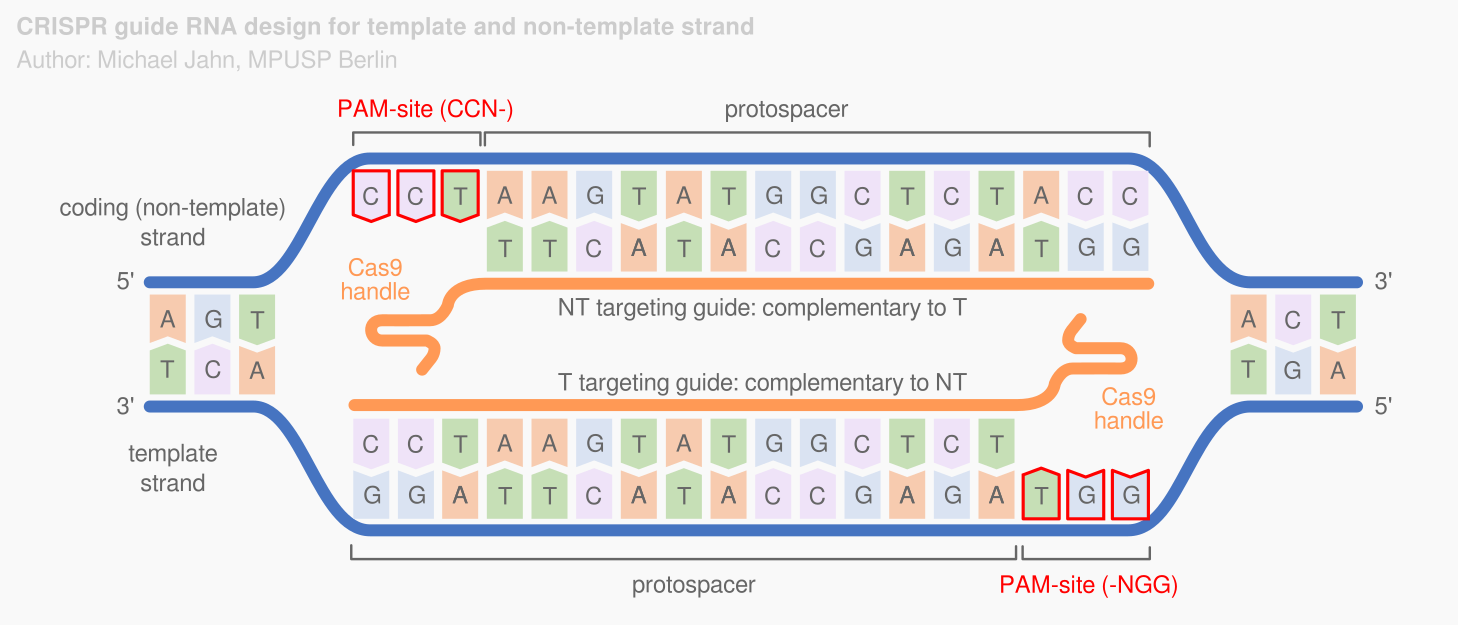 CRISPR guide RNA design for template and non-template strand
Author: Michael Jahn, MPUSP Berlin
PAM-site (CCN-)
protospacer
C C T A A G T A T G G C T C T A C C
T T C A T A C C G A G A T G G
coding (non-template)
strand
Cas9
handle
5'
3'
NT targeting guide: complementary to T
A G T
A C T
T C A
T G A
T targeting guide: complementary to NT
Cas9
handle
3'
5'
C C T A A G T A T G G C T C T
template
strand
G G A T T C A T A C C G A G A T G G
protospacer
PAM-site (-NGG)